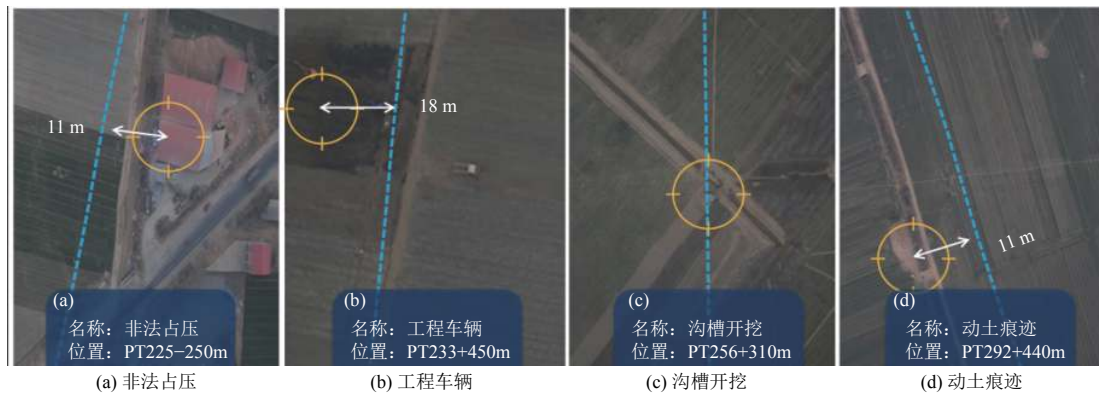 11 m
(a)
名称：非法占压
位置：PT225−250m
(a) 非法占压
18 m
(b)
名称：工程车辆
位置：PT233+450m
(b) 工程车辆
(c)
名称：沟槽开挖
位置：PT256+310m
(c) 沟槽开挖
11 m
(d)
名称：动土痕迹
位置：PT292+440m
(d) 动土痕迹